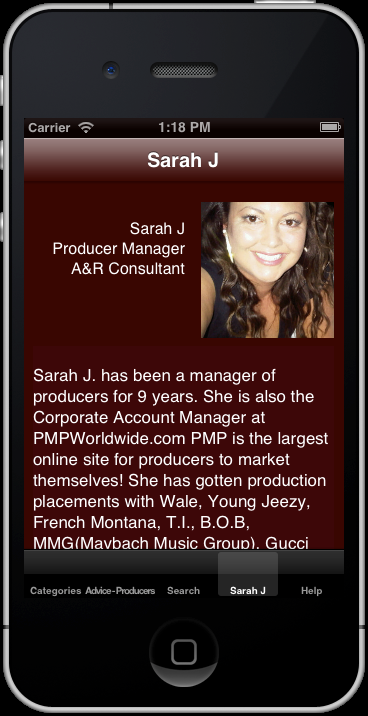 Carrier 1:18 PM
Sarah J
Sarah J
Producer Manager
A&R Consultant
Sarah J. has been a manager of
producers for 9 years. She is also the
Corporate Account Manager at
PMPWorldwide.com PMP is the largest
online site for producers to market
themselves! She has gotten production
placements with Wale, Young Jeezy,
French Montana, T.I., B.O.B,
MMG(Maybach Music Group), Gucci
Categories Advice-Producers Search Sarah J Help